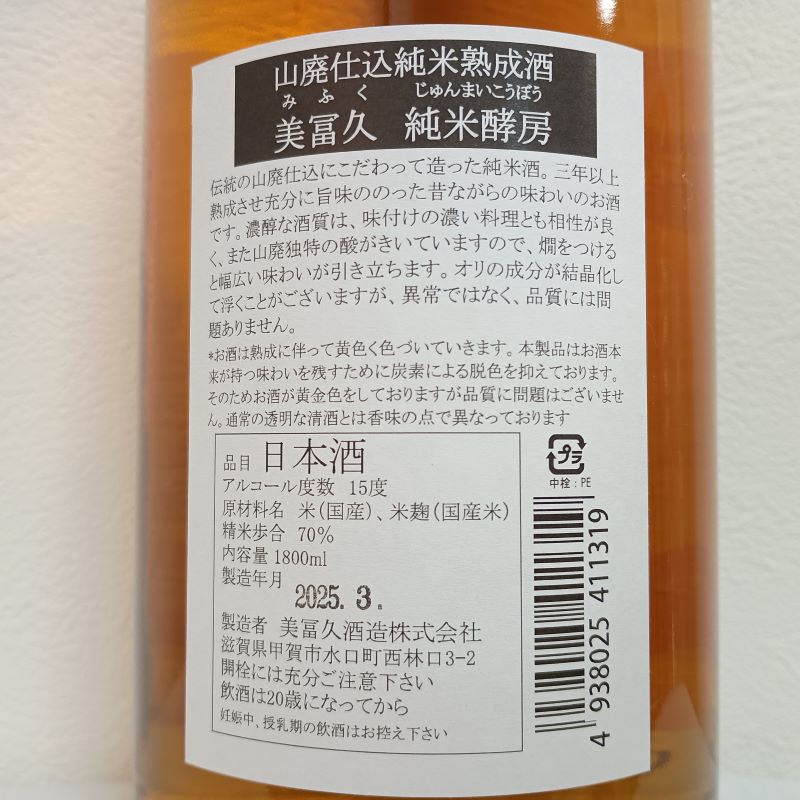 山廃仕込純米熟成酒
みふく じゅんまいこうぼう
美冨久 純米酵房
伝統の山廃仕込にこだわって造った純米酒。三年以上
熟成させ充分に旨味ののった昔ながらの味わいのお酒
です。濃醇な酒質は、味付けの濃い料理とも相性が良
く、また山廃独特の酸がきいていますので、燗をつける
と幅広い味わいが引き立ちます。オリの成分が結晶化し
て浮くことがございますが、異常ではなく、品質には問
題ありません。
*お酒は熟成に伴って黄色く色づいていきます。本製品はお酒本
来が持つ味わいを残すために炭素による脱色を抑えております。
そのためお酒が黄金色をしておりますが品質に問題はございませ
ん。通常の透明な清酒とは香味の点で異なっております
品目 日本酒
アルコール度数 15度
原材料名 米(国産)、米麹(国産米)
精米歩合 70%
内容量 1800ml
製造年月
2025. 3.
製造者 美冨久酒造株式会社
滋賀県甲賀市水口町西林口3-2
開栓には充分ご注意下さい
飲酒は20歳になってから
妊娠中、授乳期の飲酒はお控え下さい
プラ
中栓:PE
4 938025 411319